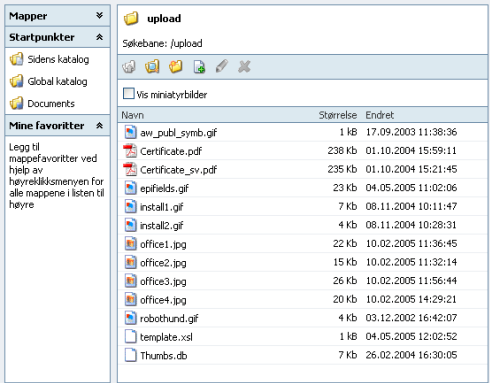 Mapper
Startpunkter
Sidens katalog
Global katalog
Documents
Mine favoritter
Legg til
mappefavoritter ved
hjelp av
høyreklikksmenyen for
alle mappene i listen til
høyre
upload
Søkebane: /upload
Vis miniatyrbilder
Navn Størrelse Endret
aw_publ_symb.gif 1 kB 17.09.2003 11:38:36
Certificate.pdf 238 Kb 01.10.2004 15:59:11
Certificate_sv.pdf 235 Kb 01.10.2004 15:21:45
epifields.gif 23 Kb 04.05.2005 11:02:06
install1.gif 7 Kb 08.11.2004 10:11:47
install2.gif 4 Kb 08.11.2004 10:28:31
office1.jpg 22 Kb 10.02.2005 11:36:45
office2.jpg 15 Kb 10.02.2005 11:32:14
office3.jpg 26 Kb 10.02.2005 11:56:44
office4.jpg 20 Kb 10.02.2005 14:29:21
robothund.gif 4 Kb 03.12.2002 16:42:07
template.xsl 1 kB 04.05.2005 12:02:52
Thumbs.db 7 Kb 26.02.2004 16:30:05